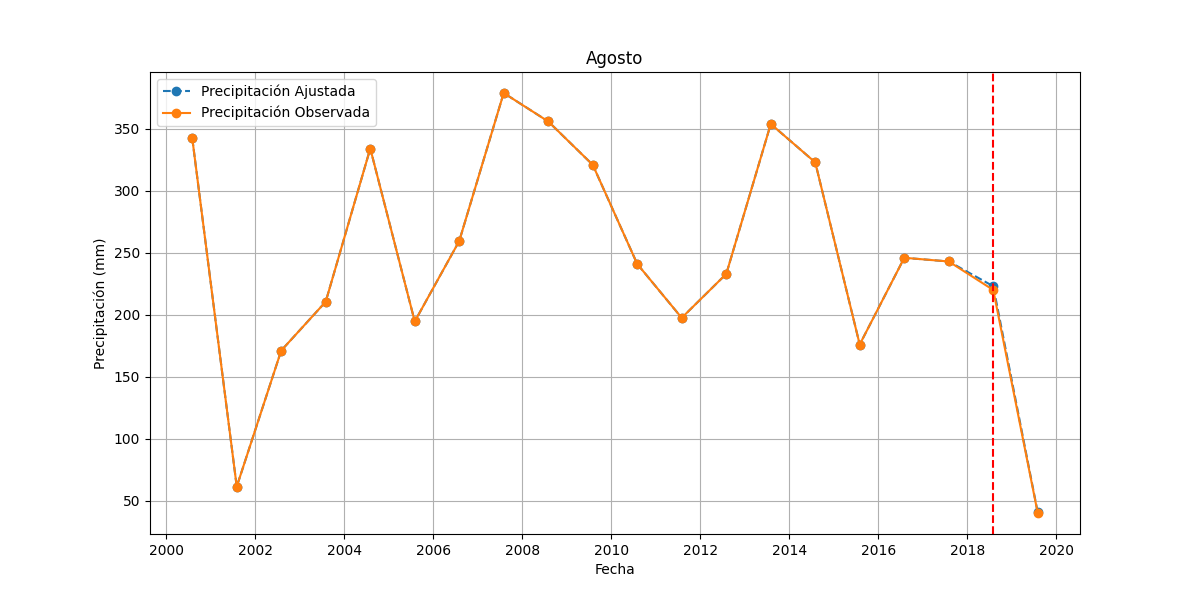 Agosto
Precipitación Ajustada
Precipitación Observada
Precipitación (mm)
350
300
250
200
150
100
50
2000 2002 2004 2006 2008 2010 2012 2014 2016 2018 2020
Fecha